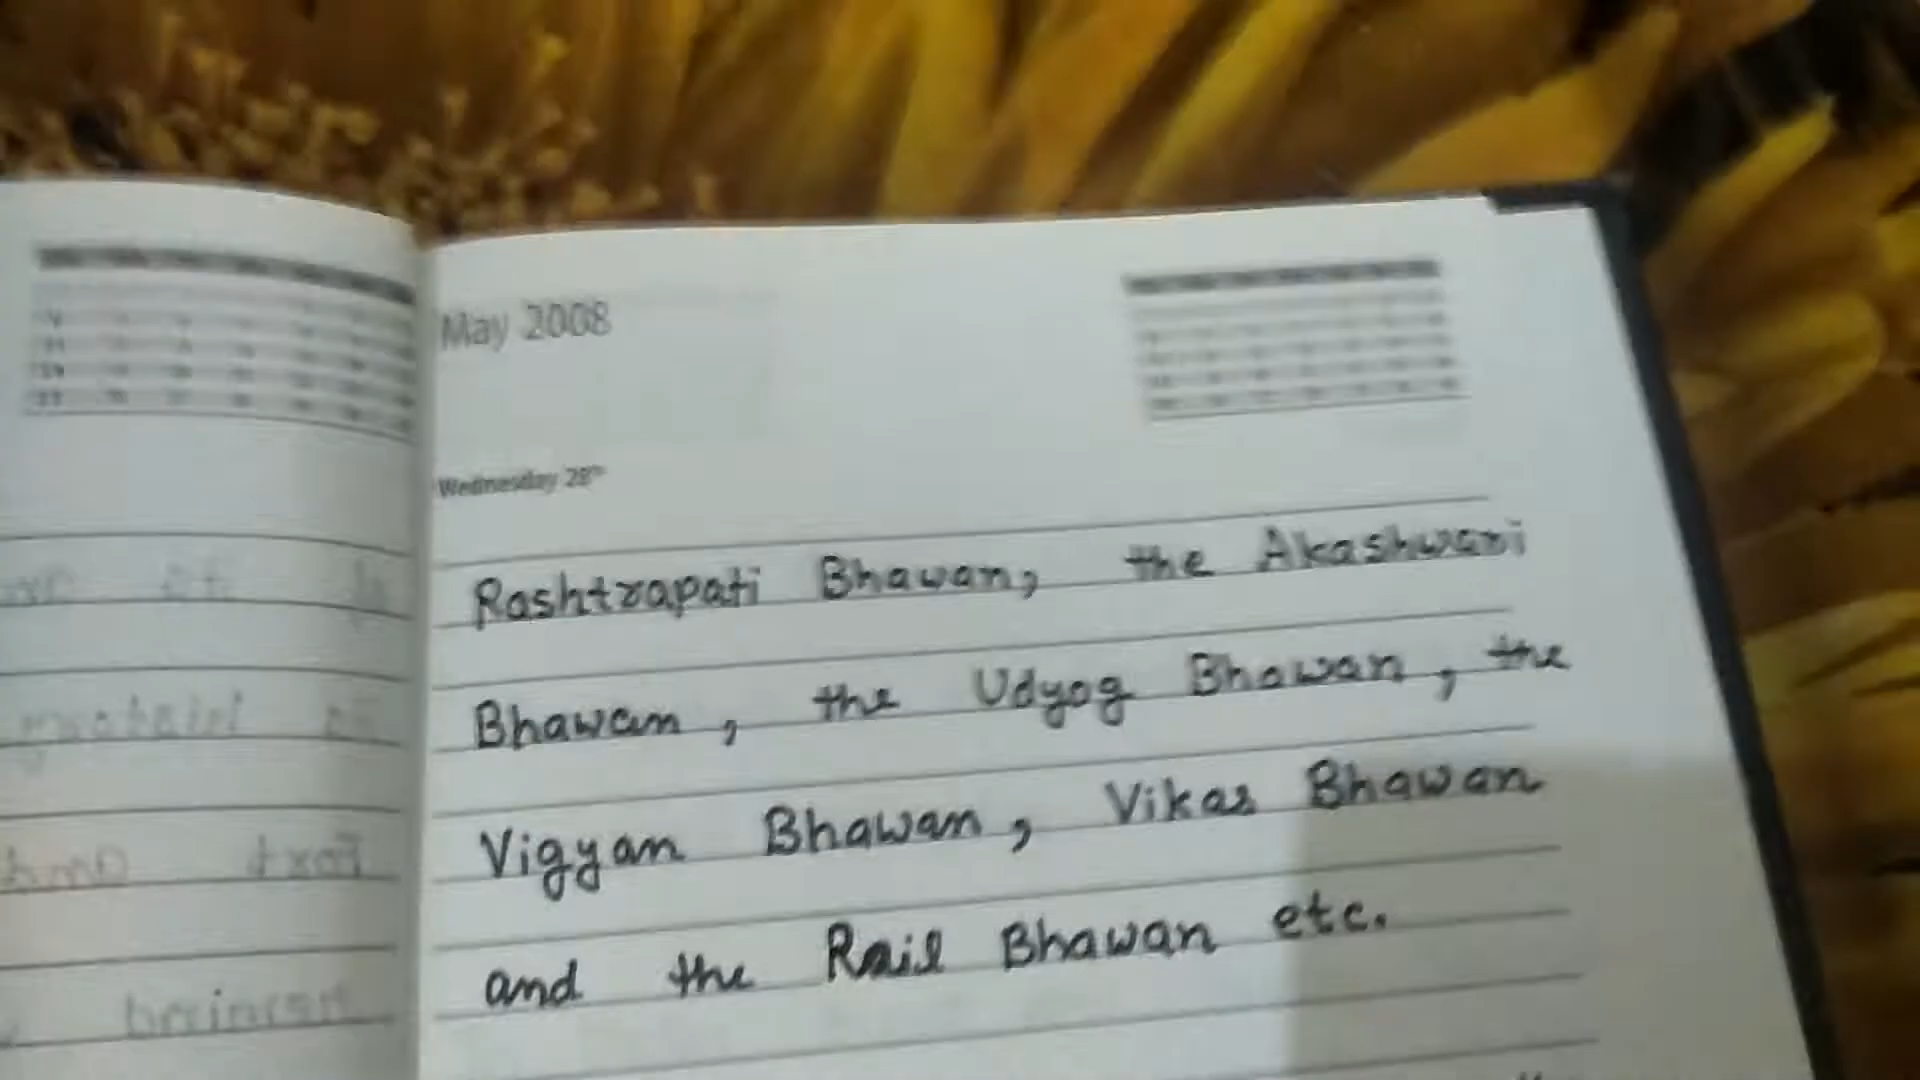 May 2008
Wednesday 28th
Rashtrapati Bhawan, the Akashwani
Bhawan, the Udyog Bhawan, the
Vigyan Bhawan, Vikas Bhawan
and the Rail Bhawan etc.